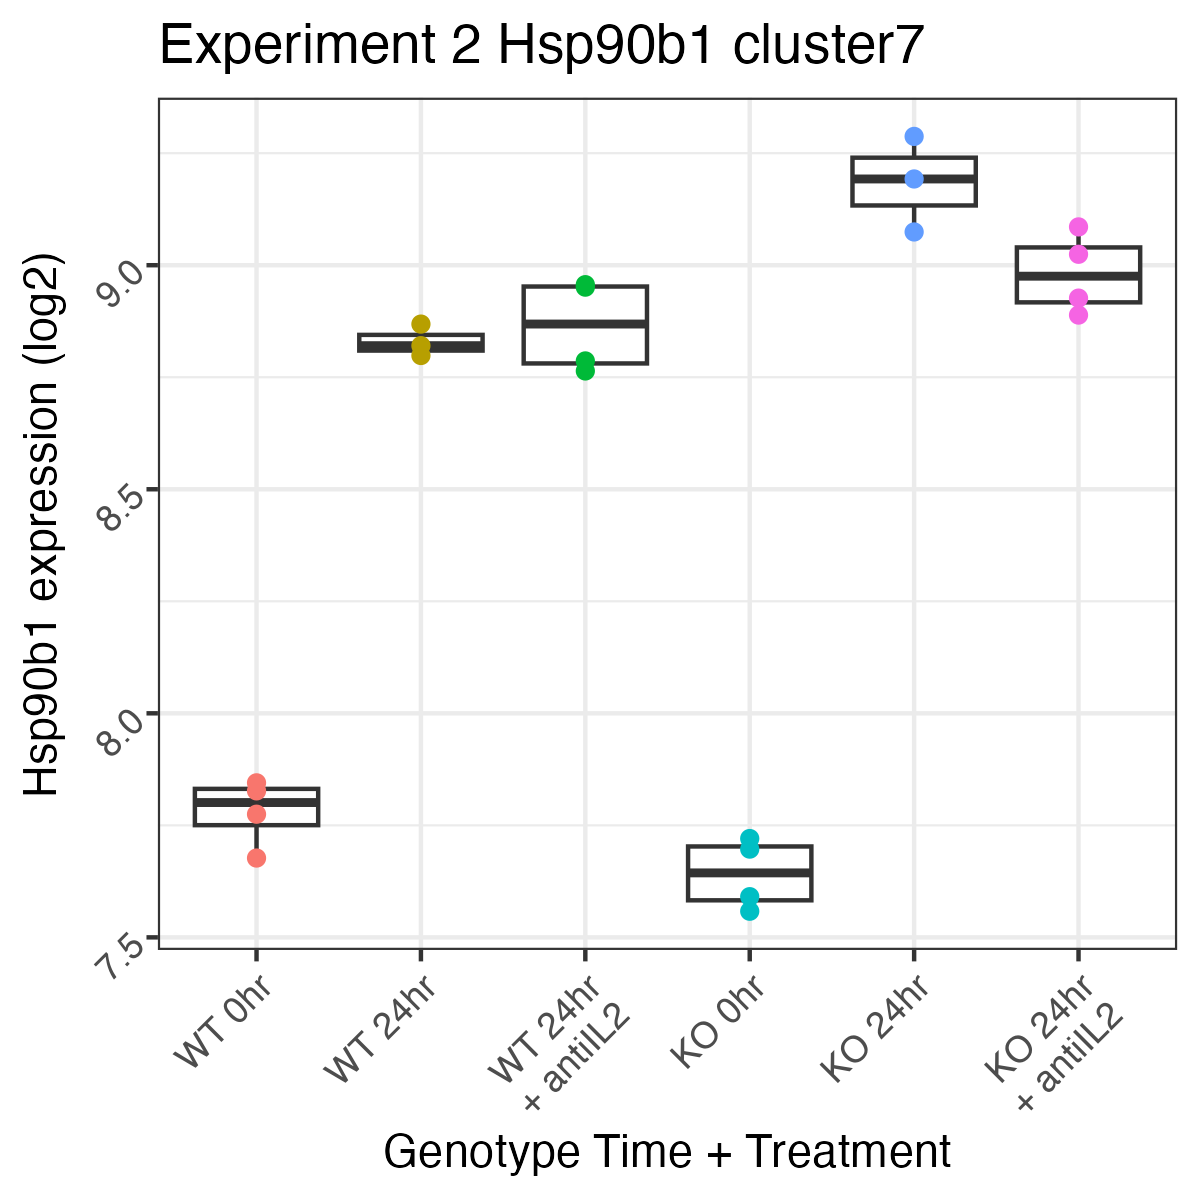 Experiment 2 Hsp90b1 cluster7
Hsp90b1 expression (log2)
9.0
8.5
8.0
7.5
WT 0hr
WT 24hr
WT 24hr
+ antiIL2
KO 0hr
KO 24hr
KO 24hr
+ antiIL2
Genotype Time + Treatment